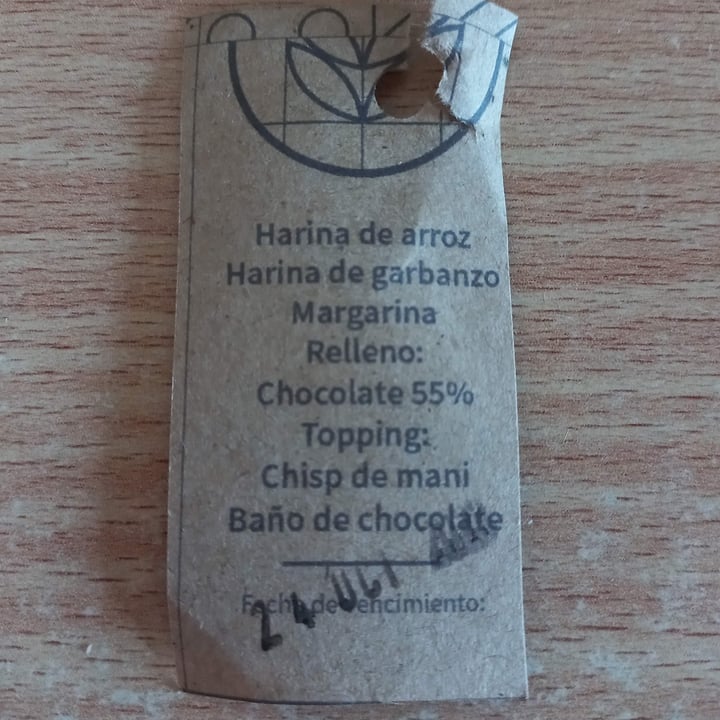 Harina de arroz
Harina de garbanzo
Margarina
Relleno:
Chocolate 55%
Topping:
Chisp de mani
Baño de chocolate
Fecha de vencimiento:
24